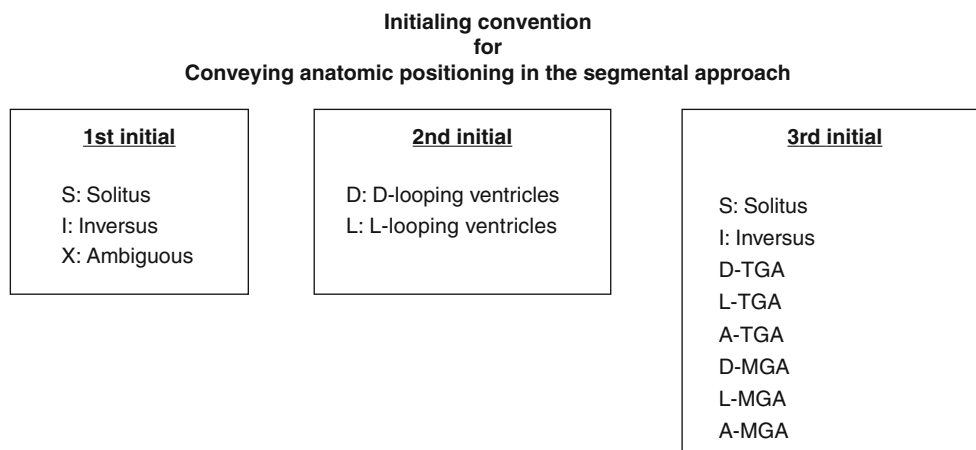 Initialing convention
for
Conveying anatomic positioning in the segmental approach
1st initial
S: Solitus
I: Inversus
X: Ambiguous
2nd initial
D: D-looping ventricles
L: L-looping ventricles
3rd initial
S: Solitus
I: Inversus
D-TGA
L-TGA
A-TGA
D-MGA
L-MGA
A-MGA